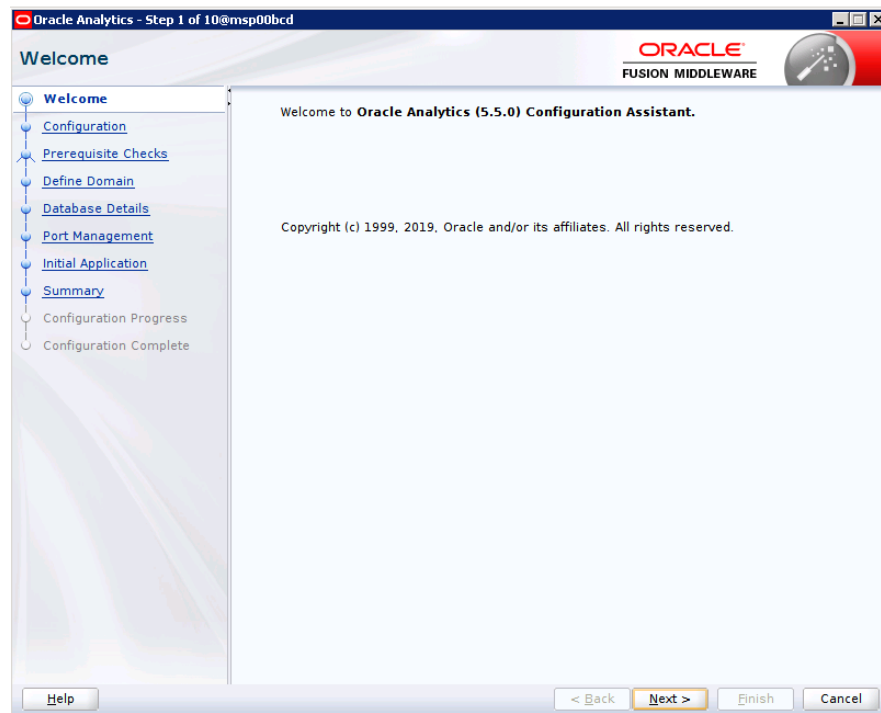 Oracle Analytics - Step 1 of 10@msp00bcd
Welcome
ORACLE
FUSION MIDDLEWARE
Welcome
Configuration
Prerequisite Checks
Define Domain
Database Details
Port Management
Initial Application
Summary
Configuration Progress
Configuration Complete
Welcome to Oracle Analytics (5.5.0) Configuration Assistant.
Copyright (c) 1999, 2019, Oracle and/or its affiliates. All rights reserved.
Help
< Back
Next >
Finish
Cancel